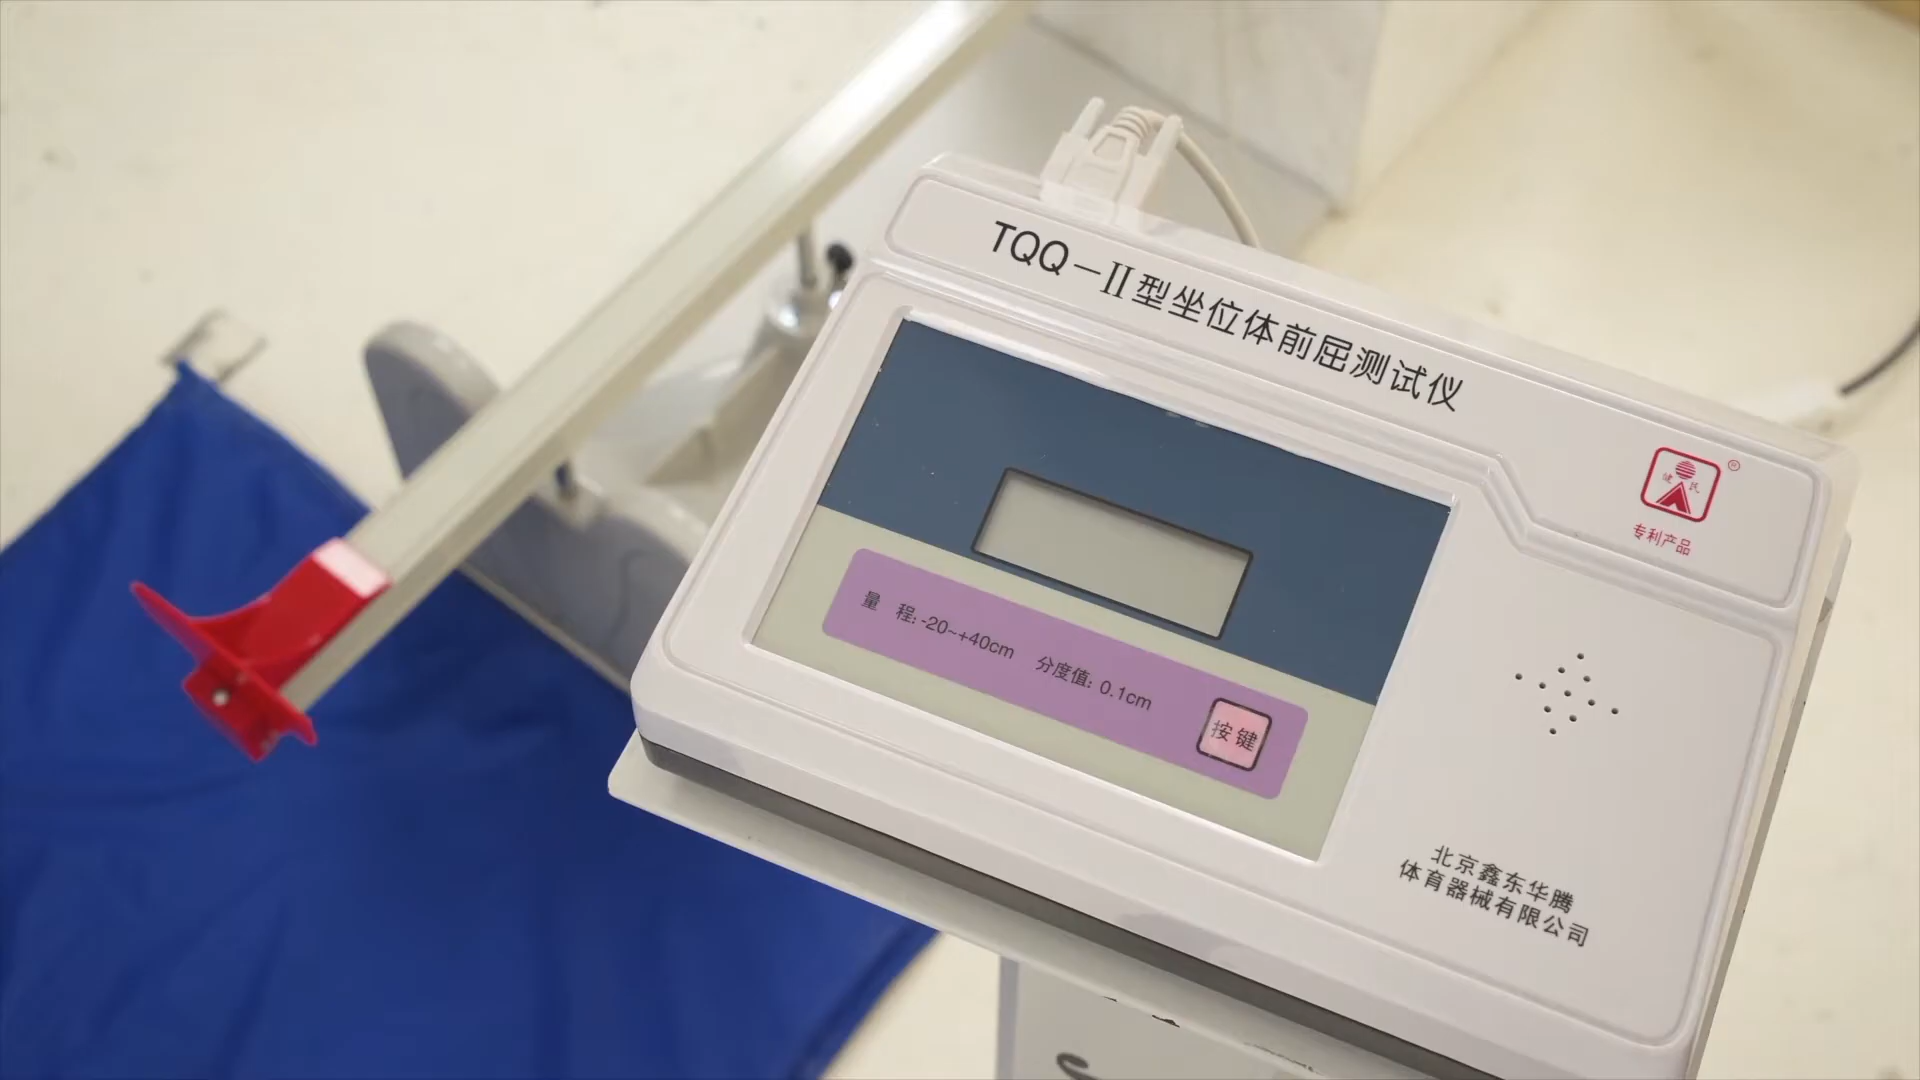 TQQ-II型坐位体前屈测试仪
健民
®
专利产品
量 程: -20~+40cm 分度值: 0.1cm
按键
北京鑫东华腾
体育器械有限公司